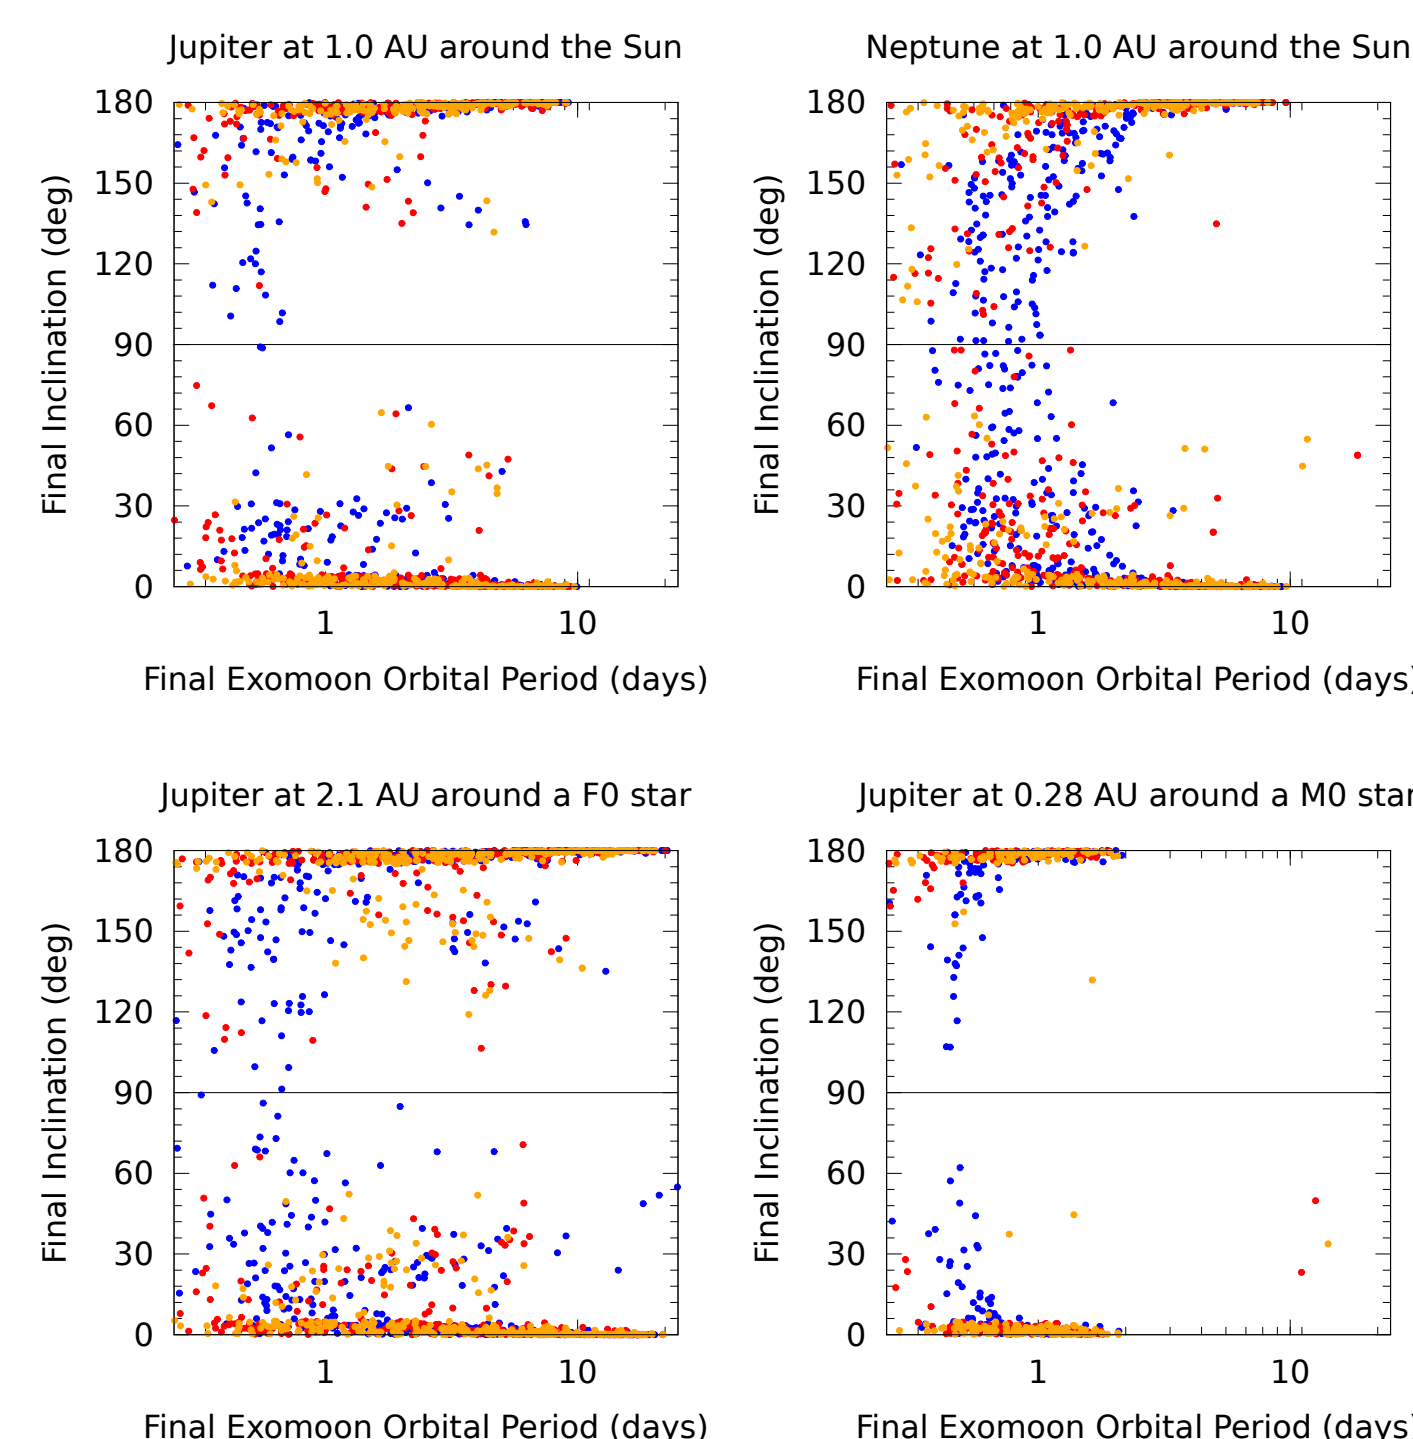 Jupiter at 1.0 AU around the Sun
Final Inclination (deg)
180
150
120
90
60
30
0
1 10
Final Exomoon Orbital Period (days)
Neptune at 1.0 AU around the Sun
Final Inclination (deg)
180
150
120
90
60
30
0
1 10
Final Exomoon Orbital Period (days)
Jupiter at 2.1 AU around a F0 star
Final Inclination (deg)
180
150
120
90
60
30
0
1 10
Final Exomoon Orbital Period (days)
Jupiter at 0.28 AU around a M0 star
Final Inclination (deg)
180
150
120
90
60
30
0
1 10
Final Exomoon Orbital Period (days)